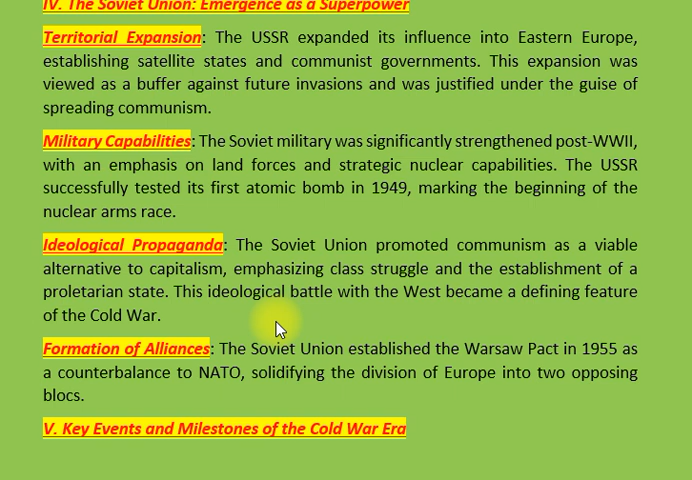 IV. The Soviet Union: Emergence as a Superpower
Territorial Expansion: The USSR expanded its influence into Eastern Europe,
establishing satellite states and communist governments. This expansion was
viewed as a buffer against future invasions and was justified under the guise of
spreading communism.
Military Capabilities: The Soviet military was significantly strengthened post-WWII,
with an emphasis on land forces and strategic nuclear capabilities. The USSR
successfully tested its first atomic bomb in 1949, marking the beginning of the
nuclear arms race.
Ideological Propaganda: The Soviet Union promoted communism as a viable
alternative to capitalism, emphasizing class struggle and the establishment of a
proletarian state. This ideological battle with the West became a defining feature
of the Cold War.
Formation of Alliances: The Soviet Union established the Warsaw Pact in 1955 as
a counterbalance to NATO, solidifying the division of Europe into two opposing
blocs.
V. Key Events and Milestones of the Cold War Era